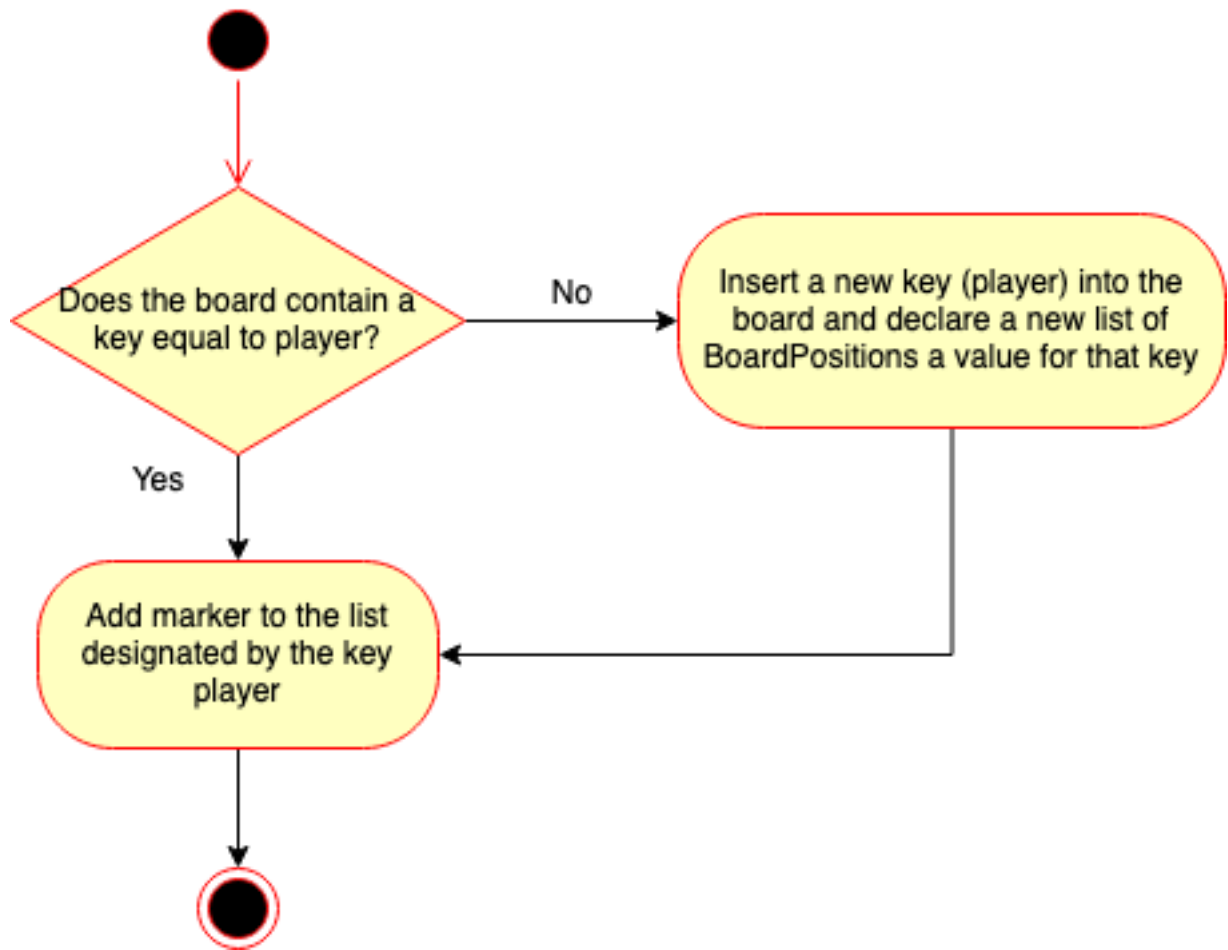 Does the board contain a
key equal to player?
No
Insert a new key (player) into the
board and declare a new list of
BoardPositions a value for that key
Yes
Add marker to the list
designated by the key
player